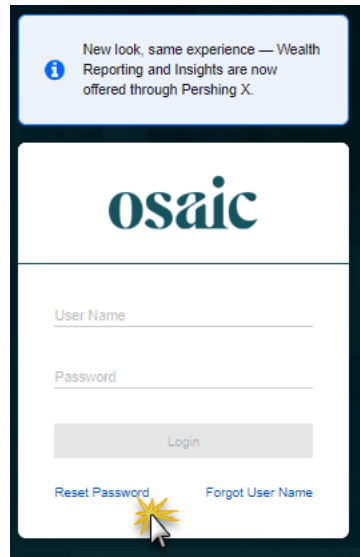 New look, same experience — Wealth
Reporting and Insights are now
offered through Pershing X.
osaic
User Name
Password
Login
Reset Password Forgot User Name